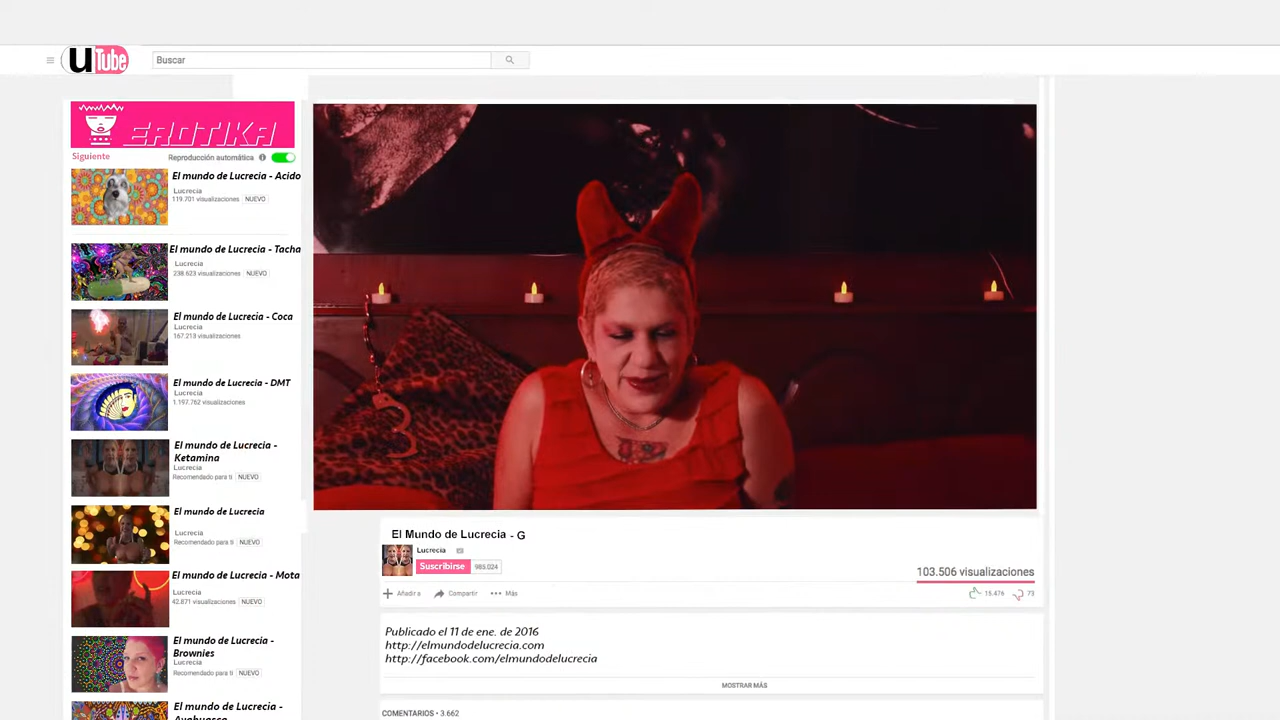 uTube
Buscar
EROTIKA
Siguiente
Reproducción automática
El mundo de Lucrecia - Acido
Lucrecia
119.701 visualizaciones NUEVO
El mundo de Lucrecia - Tacha
Lucrecia
238.623 visualizaciones NUEVO
El mundo de Lucrecia - Coca
Lucrecia
167.213 visualizaciones
El mundo de Lucrecia - DMT
Lucrecia
1.197.762 visualizaciones
El mundo de Lucrecia -
Ketamina
Lucrecia
Recomendado para ti NUEVO
El mundo de Lucrecia
Lucrecia
Recomendado para ti NUEVO
El mundo de Lucrecia - Mota
Lucrecia
42.871 visualizaciones NUEVO
El mundo de Lucrecia -
Brownies
Lucrecia
Recomendado para ti NUEVO
El mundo de Lucrecia -
Ayahuasca
El Mundo de Lucrecia - G
Lucrecia
Suscribirse 983.024
103.506 visualizaciones
Añadir a Compartir Más
15.476 73
Publicado el 11 de ene. de 2016
http://elmundodelucrecia.com
http://facebook.com/elmundodelucrecia
MOSTRAR MÁS
COMENTARIOS • 3.662